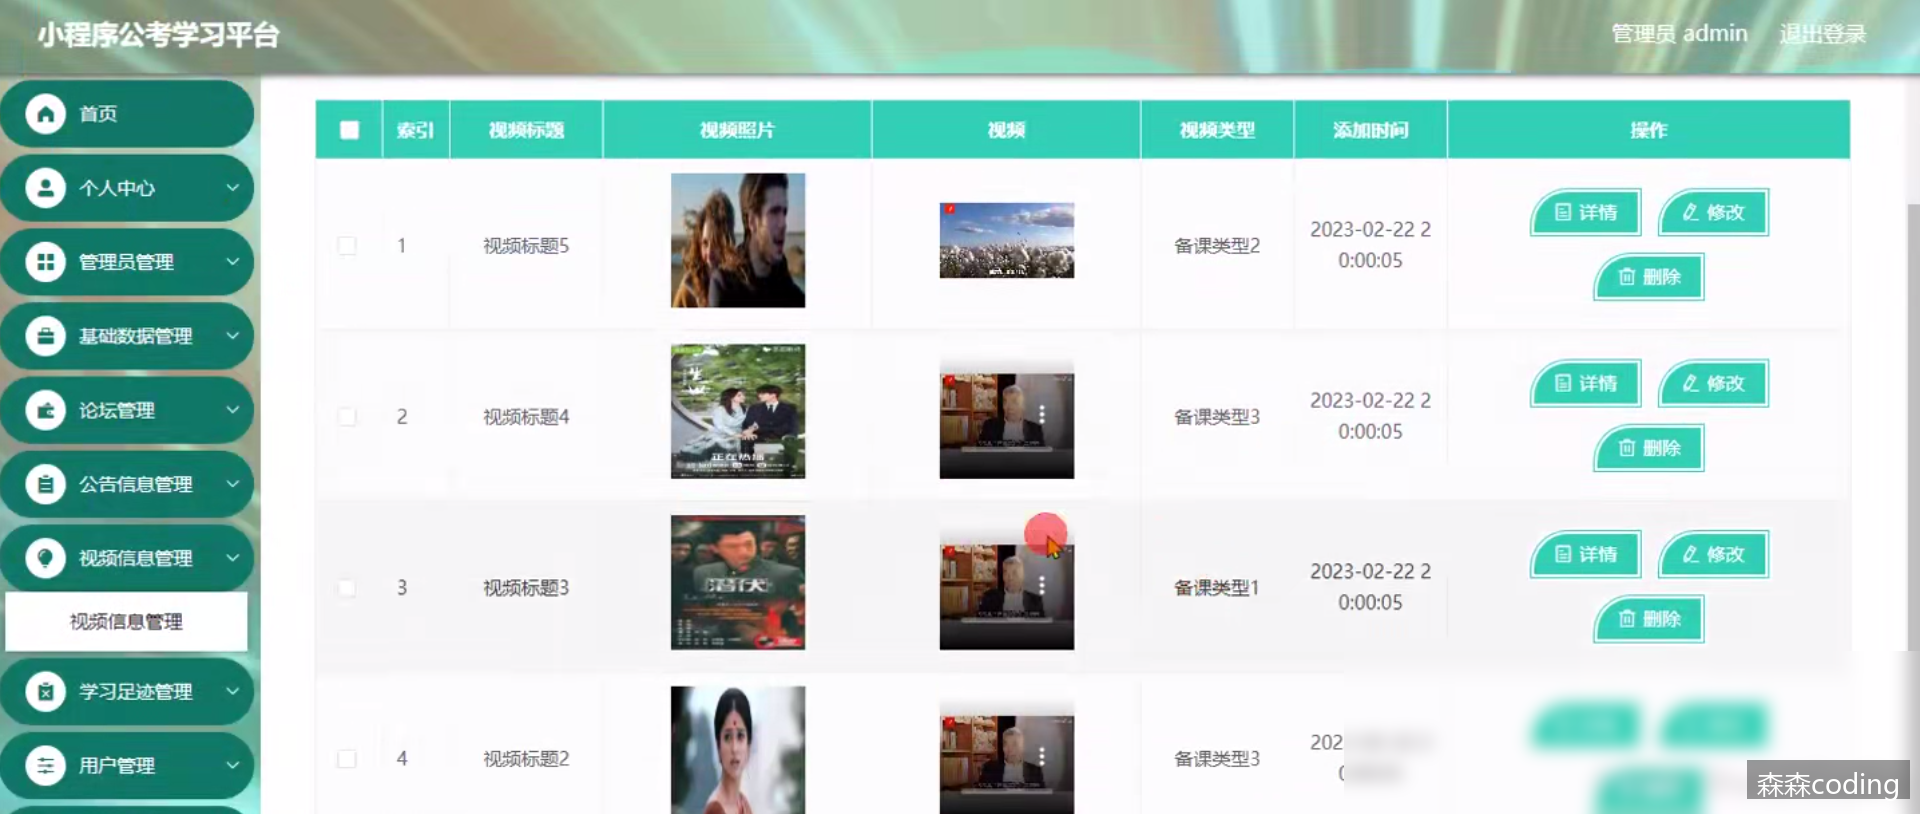 小程序公考学习平台
管理员 admin 退出登录
首页
个人中心
管理员管理
基础数据管理
论坛管理
公告信息管理
视频信息管理
视频信息管理
学习足迹管理
用户管理
索引 视频标题 视频照片 视频 视频类型 添加时间 操作
1 视频标题5 备课类型2 2023-02-22 2
0:00:05
详情 修改
删除
2 视频标题4 备课类型3 2023-02-22 2
0:00:05
详情 修改
删除
正在热播
3 视频标题3 备课类型1 2023-02-22 2
0:00:05
详情 修改
删除
潜伏
4 视频标题2 备课类型3 202
森森coding